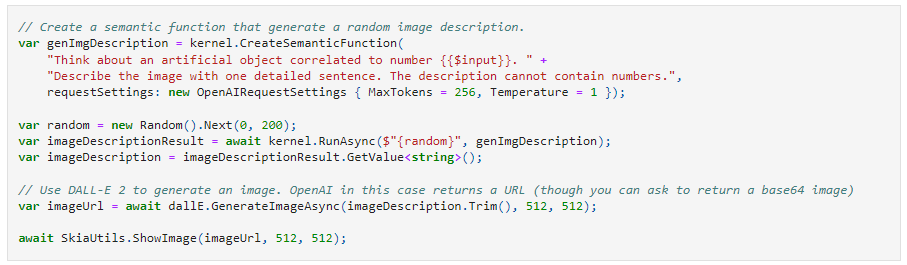 // Create a semantic function that generate a random image description.
var genImgDescription = kernel.CreateSemanticFunction(
"Think about an artificial object correlated to number {{$input}}. " +
"Describe the image with one detailed sentence. The description cannot contain numbers.",
requestSettings: new OpenAIRequestSettings { MaxTokens = 256, Temperature = 1 });
var random = new Random().Next(0, 200);
var imageDescriptionResult = await kernel.RunAsync($"{random}", genImgDescription);
var imageDescription = imageDescriptionResult.GetValue<string>();
// Use DALL-E 2 to generate an image. OpenAI in this case returns a URL (though you can ask to return a base64 image)
var imageUrl = await dallE.GenerateImageAsync(imageDescription.Trim(), 512, 512);
await SkiaUtils.ShowImage(imageUrl, 512, 512);